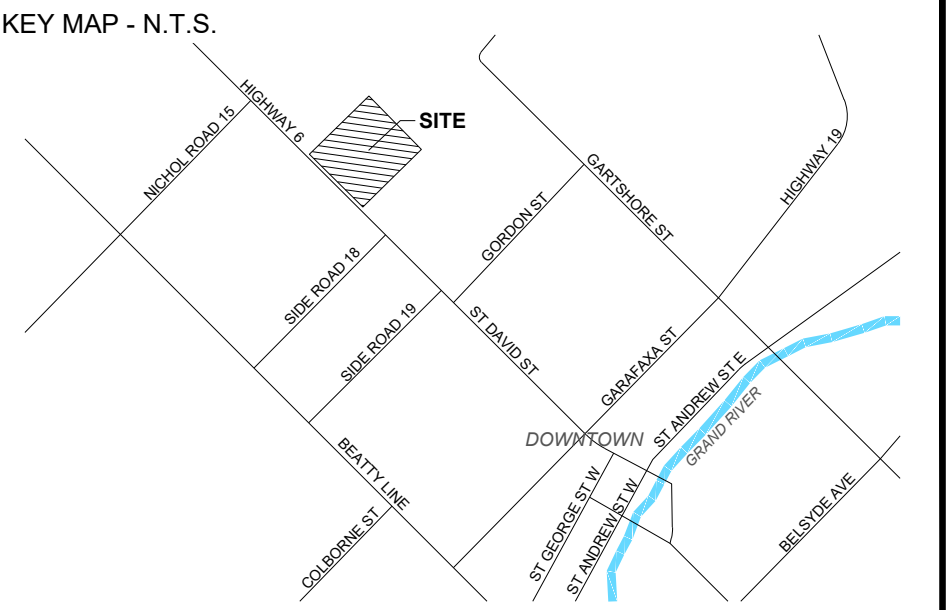 KEY MAP - N.T.S.
HIGHWAY 6
SITE
NICHOL ROAD 15
HIGHWAY 19
GARTSHORE ST
GORDON ST
SIDE ROAD 18
SIDE ROAD 19
ST DAVID ST
GARAFAXA ST
ST ANDREW ST E
GRAND RIVER
DOWNTOWN
BEATTY LINE
ST GEORGE ST W
ST ANDREW ST W
BELSYDE AVE
COLBORNE ST